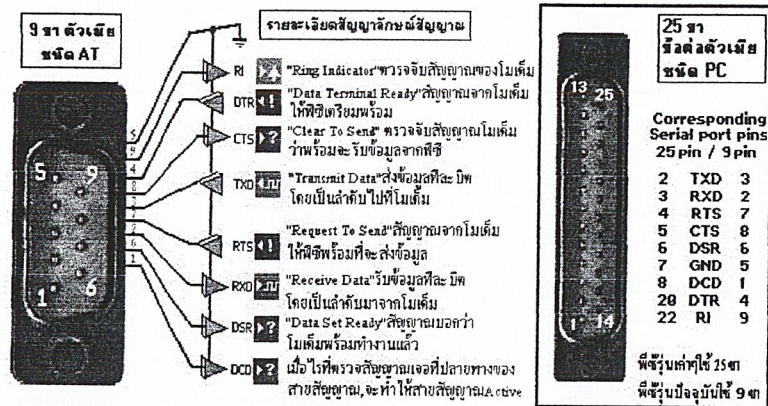 9 ขา ตัวเมีย
ชนิด AT
5
9
4
8
3
7
2
6
1
5
9
1
6
รายละเอียดสัญญาลักษณ์สัญญาณ
RI "Ring Indicator"ตรวจจับสัญญาณของโมเด็ม
DTR "Data Terminal Ready"สัญญาณจากโมเด็ม
ให้พีซีเตรียมพร้อม
CTS "Clear To Send" ตรวจจับสัญญาณโมเด็ม
ว่าพร้อมจะรับข้อมูลจากพีซี
TXD "Transmit Data"ส่งข้อมูลทีละ บิต
โดยเป็นลำดับไปที่โมเด็ม
RTS "Request To Send"สัญญาณจากโมเด็ม
ให้พีซีพร้อมที่จะ ส่งข้อมูล
RXD "Receive Data"รับข้อมูลทีละ บิต
โดยเป็นลำดับมาจากโมเด็ม
DSR "Data Set Ready"สัญญาณบอกว่า
โมเด็มพร้อมทำงานแล้ว
DCD เมื่อไรที่ตรวจสัญญาณเจอที่ปลายทางของ
สายสัญญาณ,จะทำให้สายสัญญาณActive
13
25
1
14
25 ขา
ข้อต่อตัวเมีย
ชนิด PC
Corresponding
Serial port pins
25 pin / 9 pin
2 TXD 3
3 RXD 2
4 RTS 7
5 CTS 8
6 DSR 6
7 GND 5
8 DCD 1
20 DTR 4
22 RI 9
พีซีรุ่นเก่าๆใช้ 25 ขา
พีซีรุ่นปัจจุบันใช้ 9 ขา